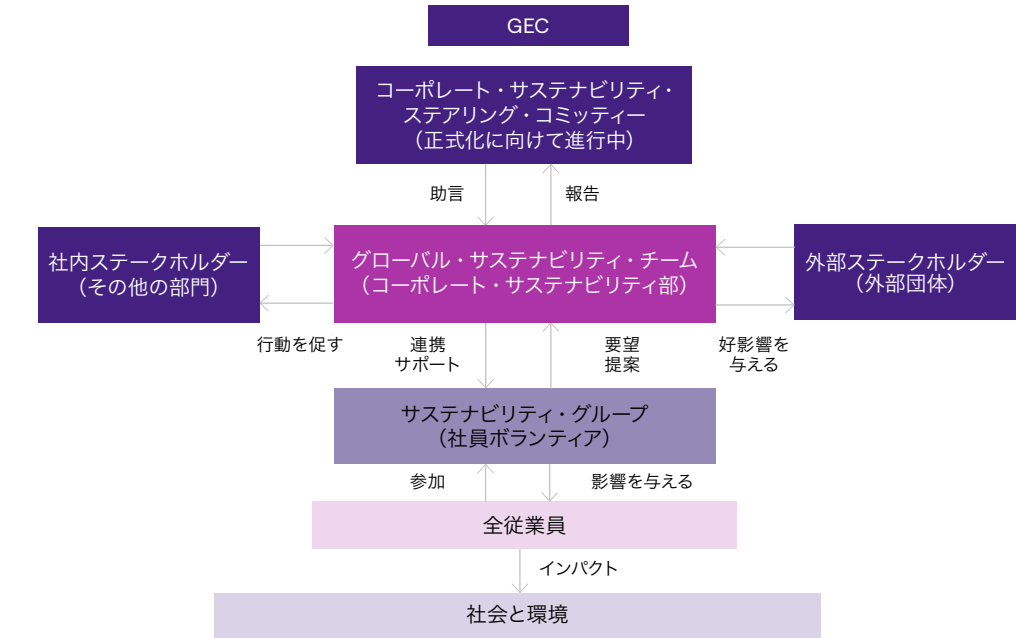 GEC
コーポレート・サステナビリティ・
ステアリング・コミッティー
（正式化に向けて進行中）
助言
報告
社内ステークホルダー
（その他の部門）
グローバル・サステナビリティ・チーム
（コーポレート・サステナビリティ部）
外部ステークホルダー
（外部団体）
行動を促す
連携
サポート
要望
提案
好影響を
与える
サステナビリティ・グループ
（社員ボランティア）
参加
影響を与える
全従業員
インパクト
社会と環境